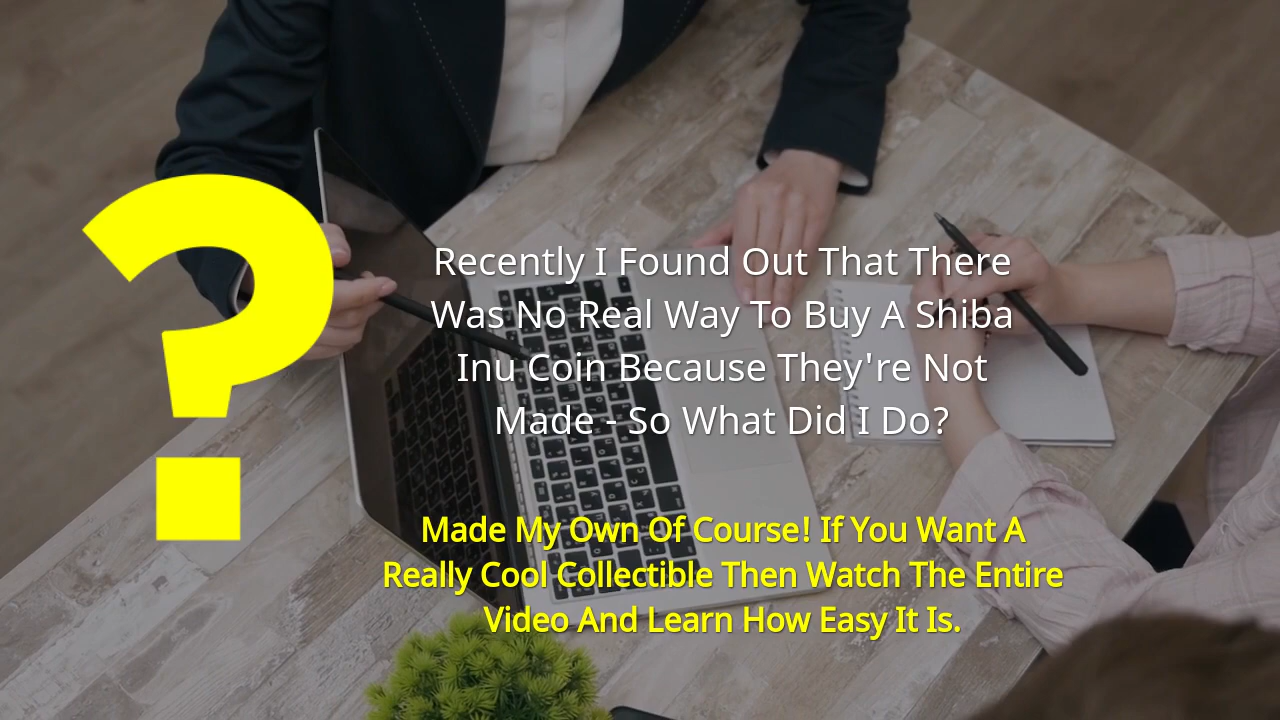 ?
Recently I Found Out That There
Was No Real Way To Buy A Shiba
Inu Coin Because They're Not
Made - So What Did I Do?
Made My Own Of Course! If You Want A
Really Cool Collectible Then Watch The Entire
Video And Learn How Easy It Is.